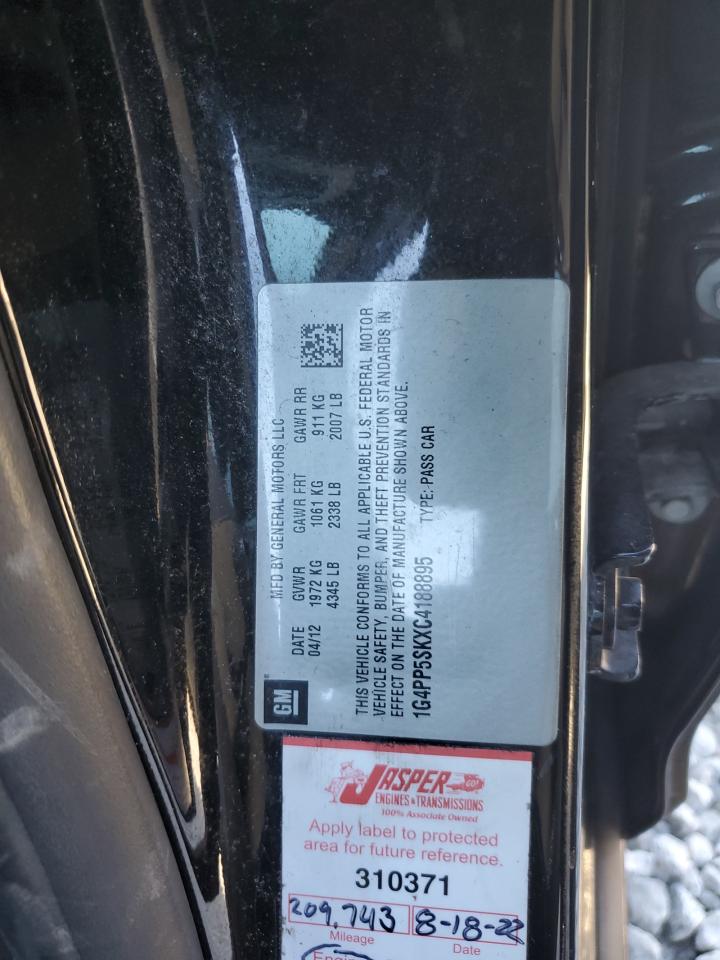 GM
MFD BY GENERAL MOTORS LLC
DATE GVWR GAWR FRT GAWR RR
04/12 1972 KG 1061 KG 911 KG
4345 LB 2338 LB 2007 LB
THIS VEHICLE CONFORMS TO ALL APPLICABLE U.S. FEDERAL MOTOR
VEHICLE SAFETY, BUMPER, AND THEFT PREVENTION STANDARDS IN
EFFECT ON THE DATE OF MANUFACTURE SHOWN ABOVE.
1G4PP5SKXC4188895 TYPE: PASS CAR
JASPER
ENGINES & TRANSMISSIONS
100% Associate Owned
Apply label to protected
area for future reference.
310371
209,743 8-18-22
Mileage Date
Engine